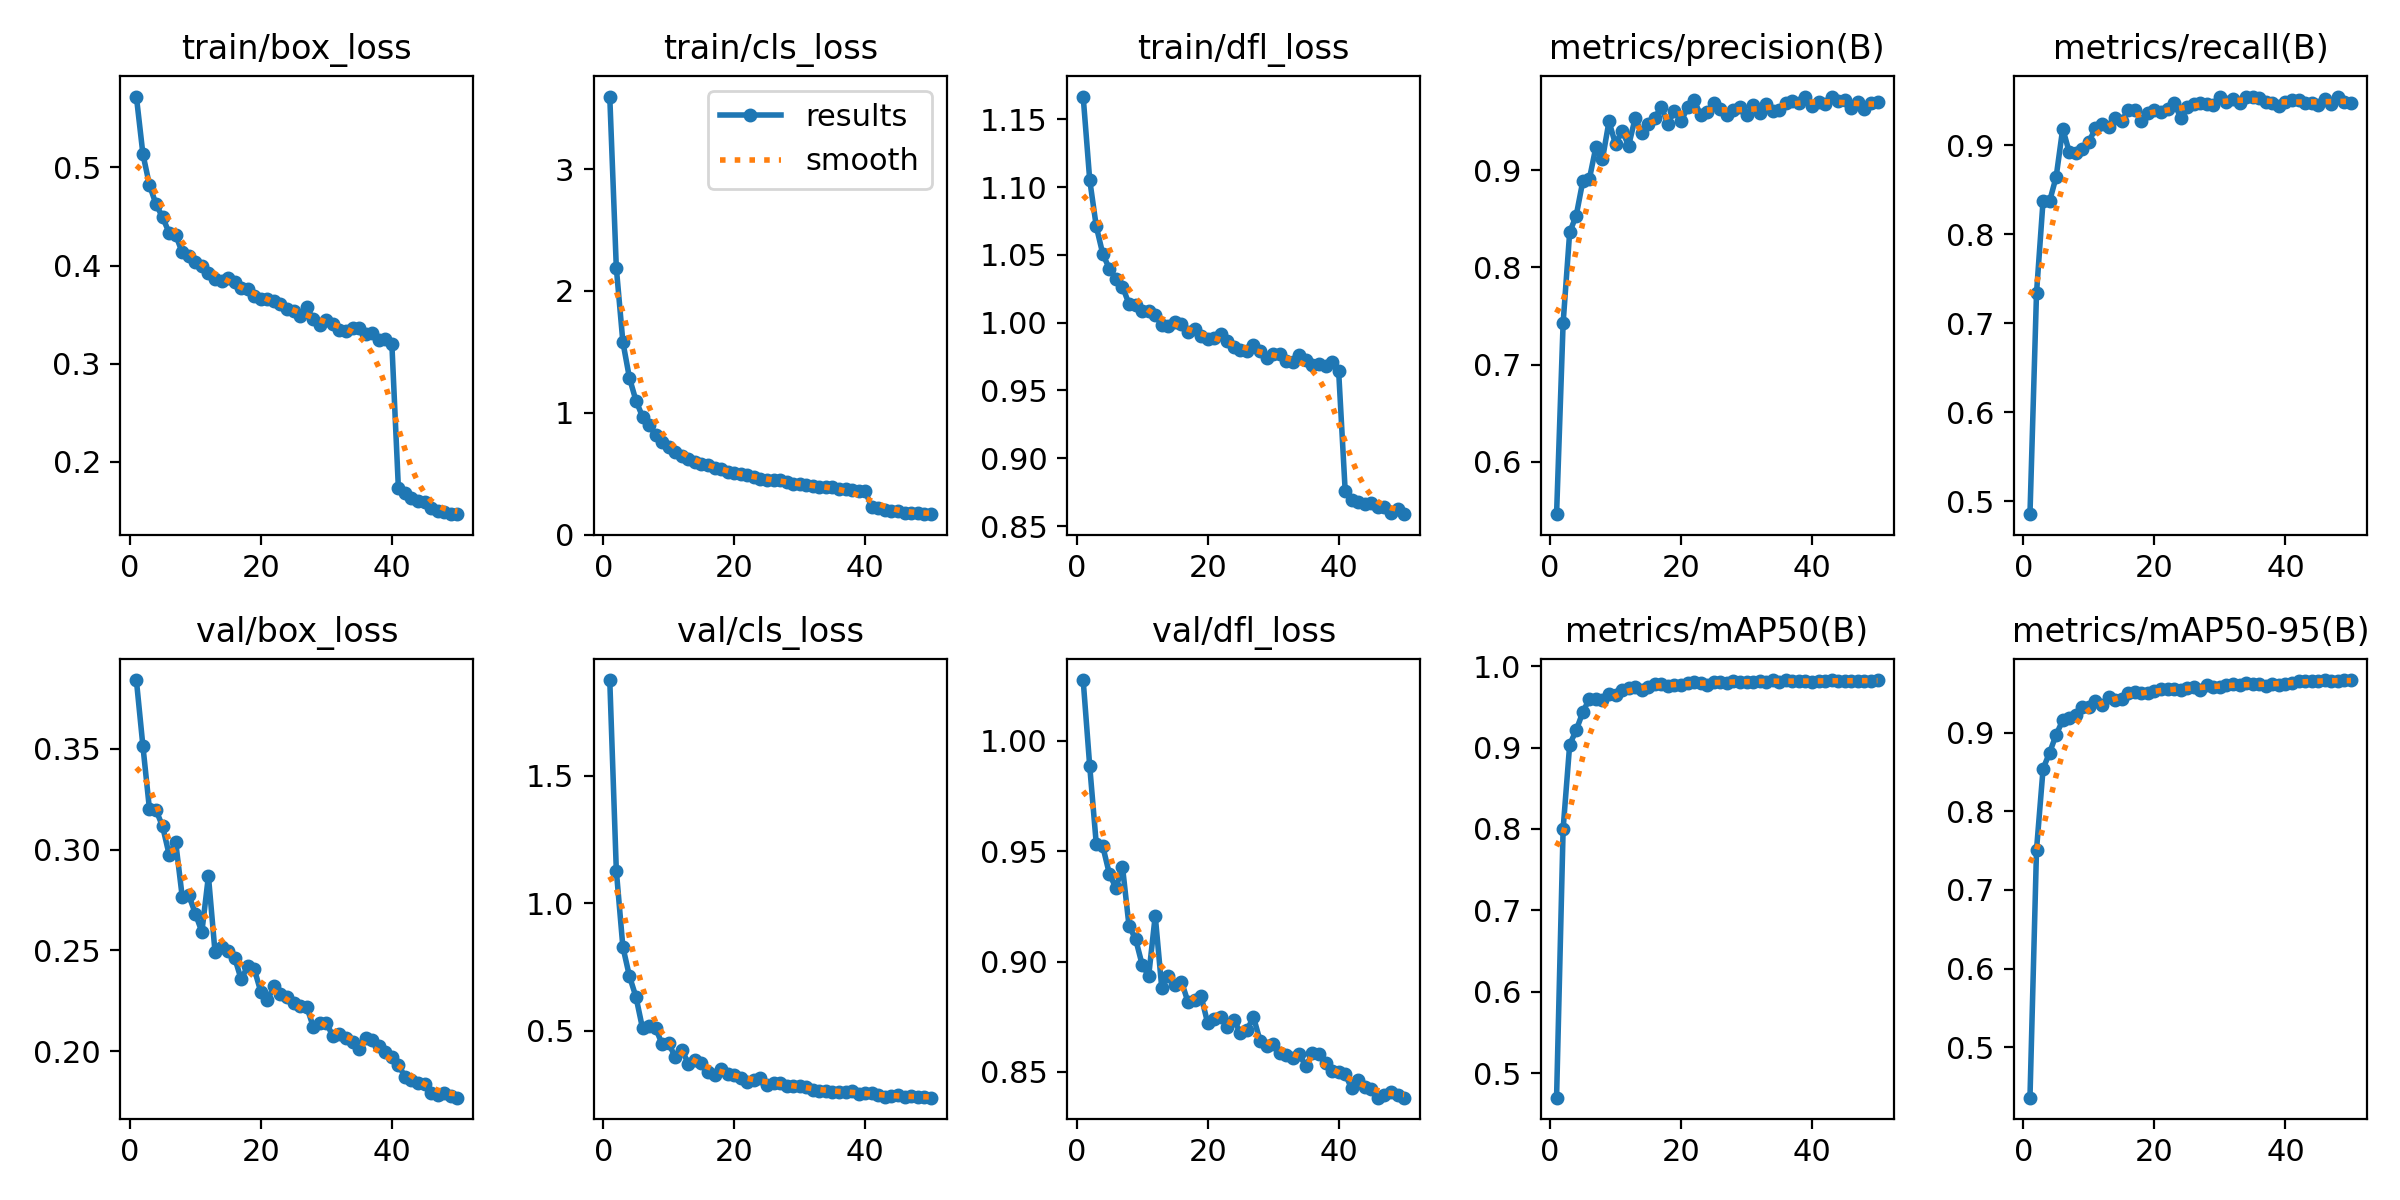 train/box_loss
0.5
0.4
0.3
0.2
0 20 40
train/cls_loss
results
smooth
3
2
1
0
0 20 40
train/dfl_loss
1.15
1.10
1.05
1.00
0.95
0.90
0.85
0 20 40
metrics/precision(B)
0.9
0.8
0.7
0.6
0 20 40
metrics/recall(B)
0.9
0.8
0.7
0.6
0.5
0 20 40
val/box_loss
0.35
0.30
0.25
0.20
0 20 40
val/cls_loss
1.5
1.0
0.5
0 20 40
val/dfl_loss
1.00
0.95
0.90
0.85
0 20 40
metrics/mAP50(B)
1.0
0.9
0.8
0.7
0.6
0.5
0 20 40
metrics/mAP50-95(B)
0.9
0.8
0.7
0.6
0.5
0 20 40